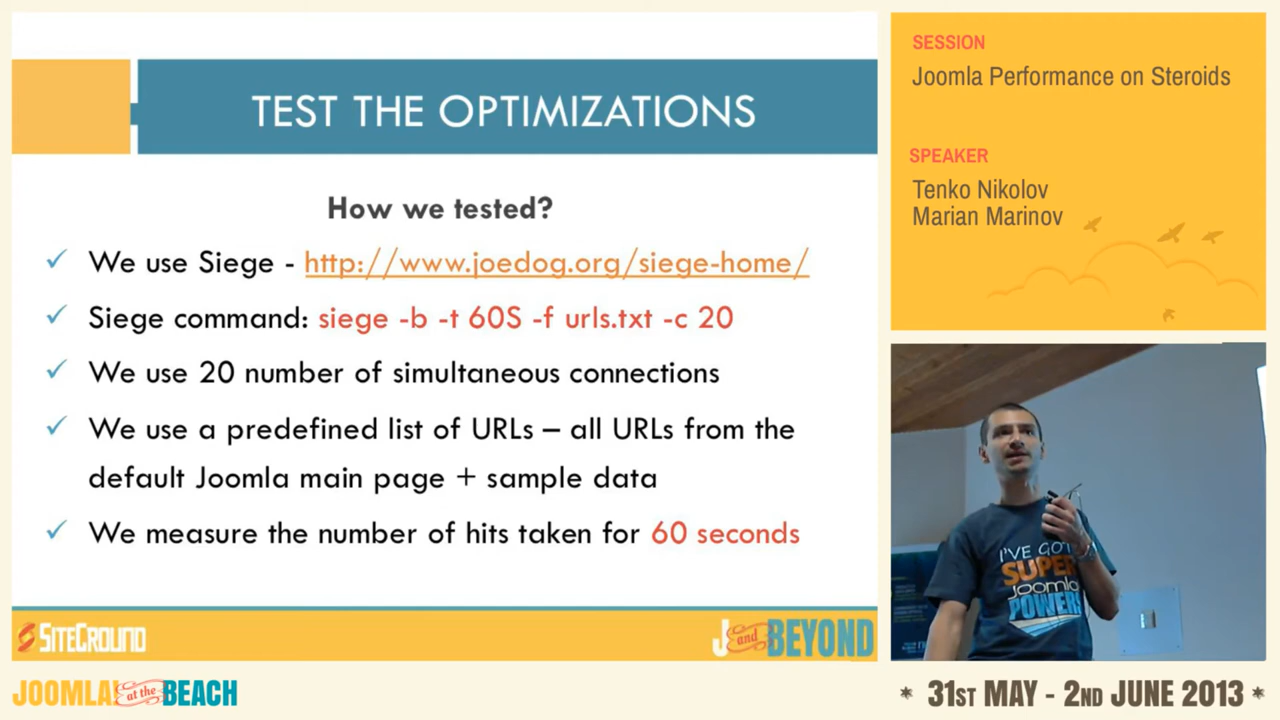 TEST THE OPTIMIZATIONS
How we tested?
We use Siege - http://www.joedog.org/siege-home/
Siege command: siege -b -t 60S -f urls.txt -c 20
We use 20 number of simultaneous connections
We use a predefined list of URLs – all URLs from the
default Joomla main page + sample data
We measure the number of hits taken for 60 seconds
SITEGROUND
J and BEYOND
SESSION
Joomla Performance on Steroids
SPEAKER
Tenko Nikolov
Marian Marinov
I'VE GOT
SUPER
Joomla
POWERS
JOOMLA! at the BEACH
* 31ST MAY - 2ND JUNE 2013 *